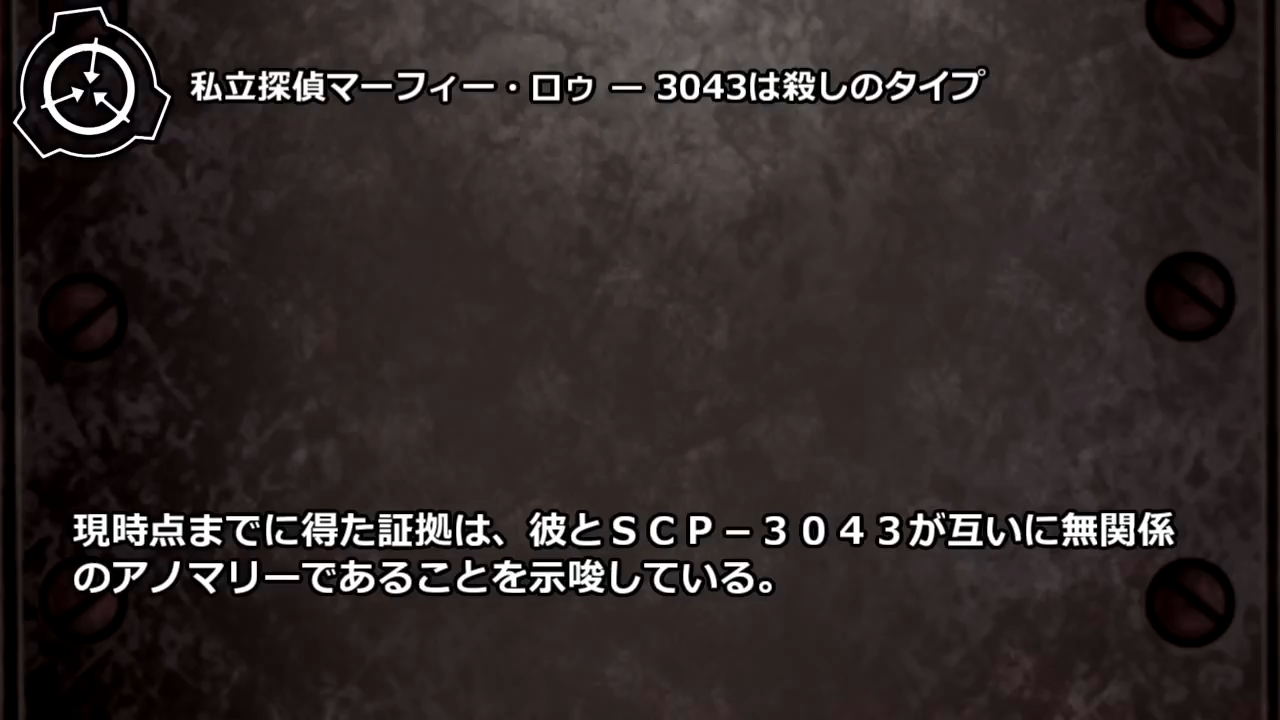 私立探偵マーフィー・ロゥ — 3043は殺しのタイプ
現時点までに得た証拠は、彼とＳＣＰ－３０４３が互いに無関係
のアノマリーであることを示唆している。